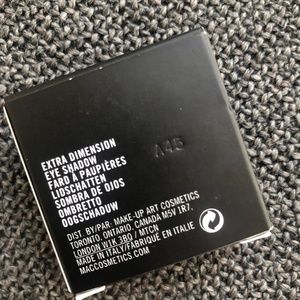 A45
EXTRA DIMENSION
EYE SHADOW
FARD À PAUPIÈRES
LIDSCHATTEN
SOMBRA DE OJOS
OMBRETTO
OOGSCHADUW
DIST. BY/PAR. MAKE-UP ART COSMETICS
TORONTO, ONTARIO, CANADA M5V 1R7,
LONDON W1K 3BQ / MTCN
MADE IN ITALY/FABRIQUÉ EN ITALIE
MACCOSMETICS.COM